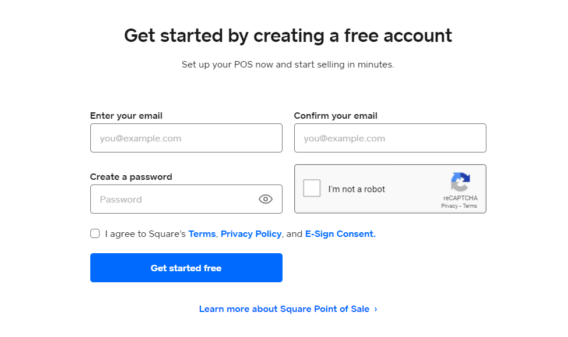 Get started by creating a free account
Set up your POS now and start selling in minutes.
Enter your email
Confirm your email
you@example.com
you@example.com
Create a password
Password
I'm not a robot
reCAPTCHA
Privacy - Terms
I agree to Square's Terms, Privacy Policy, and E-Sign Consent.
Get started free
Learn more about Square Point of Sale ›